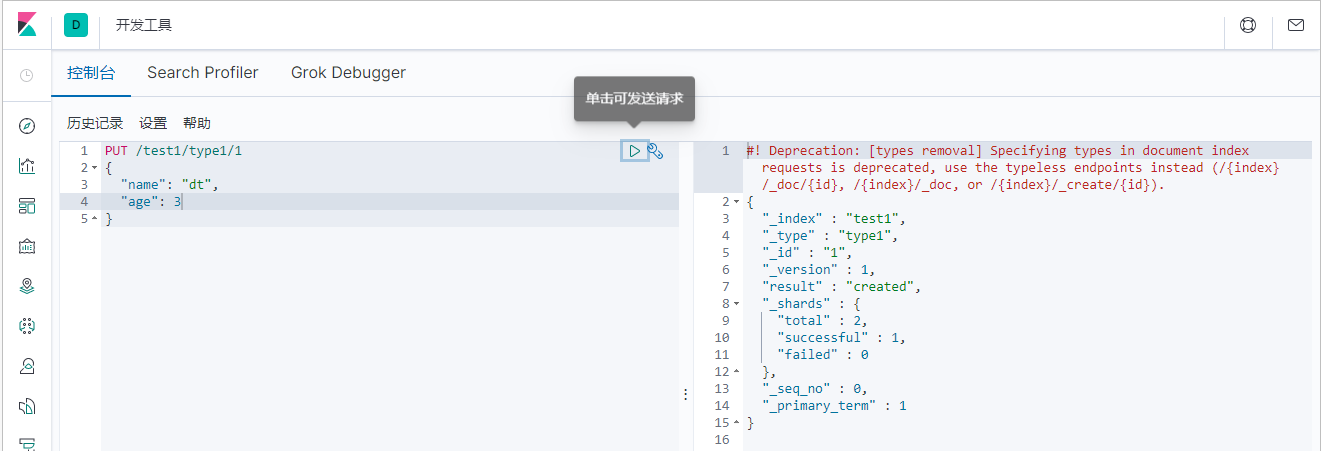 D 开发工具
控制台 Search Profiler Grok Debugger
单击可发送请求
历史记录 设置 帮助
1 PUT /test1/type1/1
2 {
3 "name": "dt",
4 "age": 3
5 }
1 #! Deprecation: [types removal] Specifying types in document index
requests is deprecated, use the typeless endpoints instead (/{index}
/_doc/{id}, /{index}/_doc, or /{index}/_create/{id}).
2 {
3 "_index" : "test1",
4 "_type" : "type1",
5 "_id" : "1",
6 "_version" : 1,
7 "result" : "created",
8 "_shards" : {
9 "total" : 2,
10 "successful" : 1,
11 "failed" : 0
12 },
13 "_seq_no" : 0,
14 "_primary_term" : 1
15 }
16